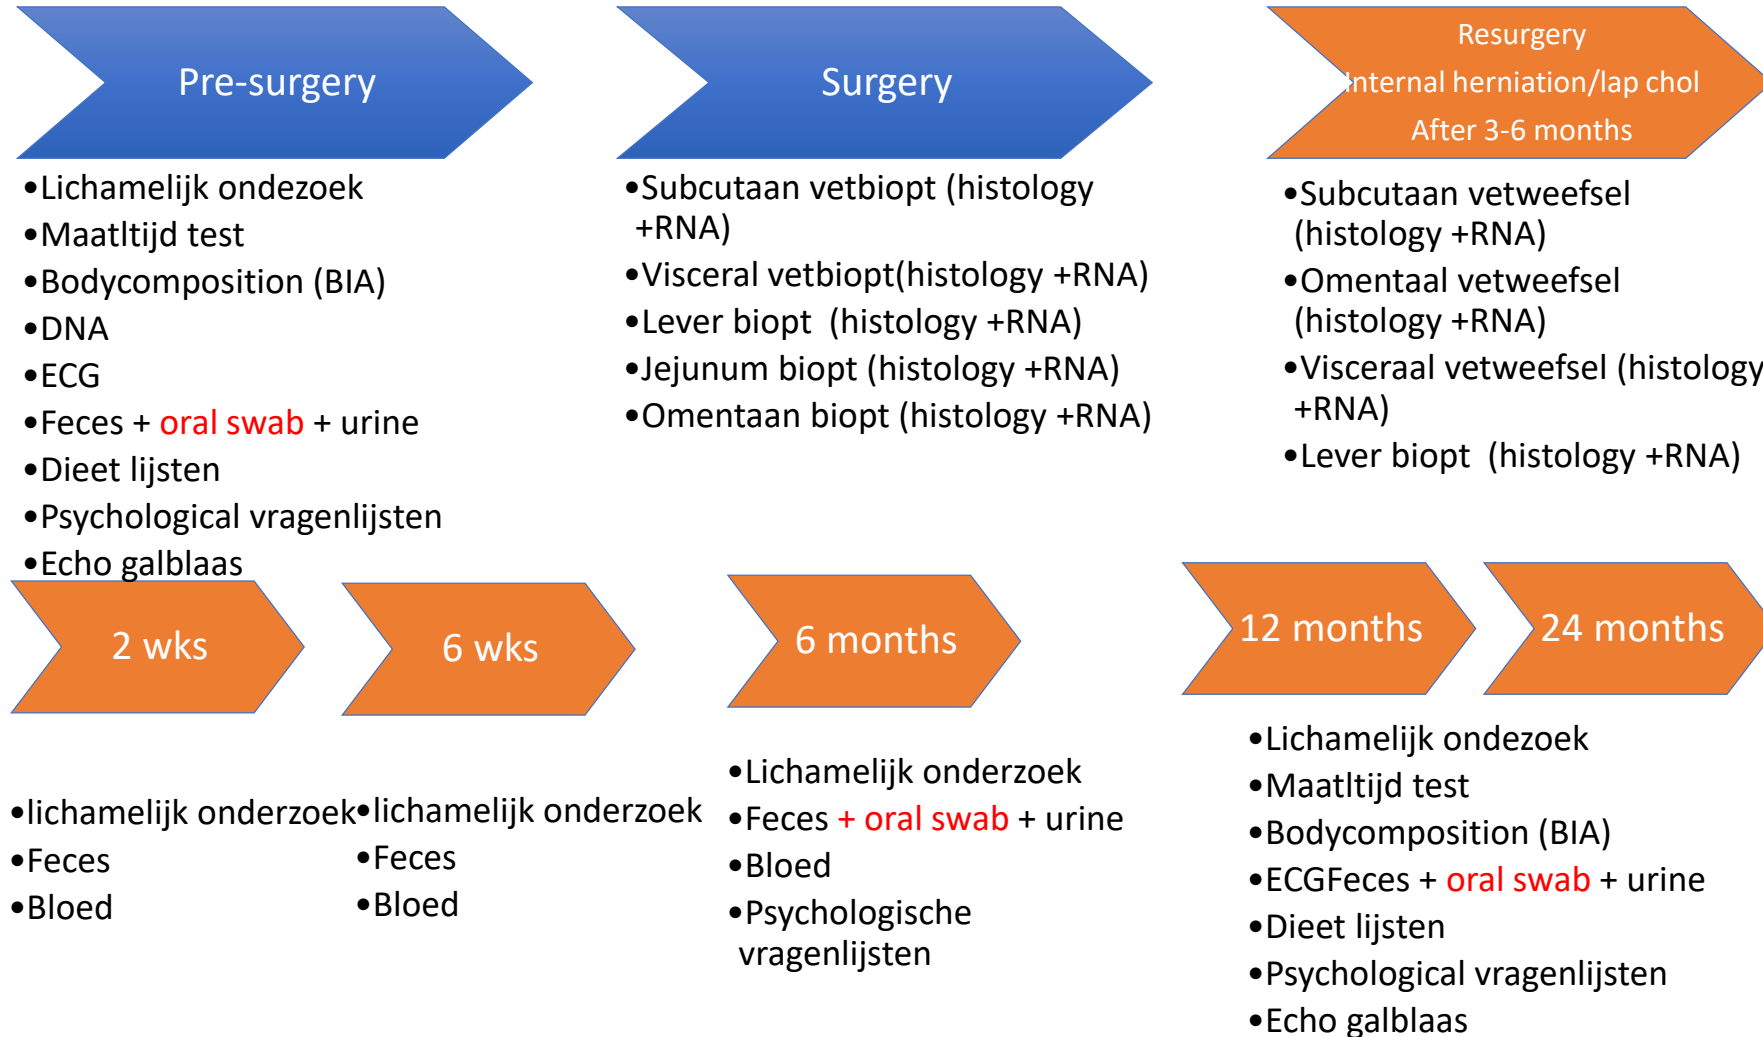 Pre-surgery
•Lichamelijk ondezoek
•Maatltijd test
•Bodycomposition (BIA)
•DNA
•ECG
•Feces + oral swab + urine
•Dieet lijsten
•Psychological vragenlijsten
•Echo galblaas
Surgery
•Subcutaan vetbiopt (histology
+RNA)
•Visceral vetbiopt(histology +RNA)
•Lever biopt (histology +RNA)
•Jejunum biopt (histology +RNA)
•Omentaan biopt (histology +RNA)
Resurgery
Internal herniation/lap chol
After 3-6 months
•Subcutaan vetweefsel
(histology +RNA)
•Omentaal vetweefsel
(histology +RNA)
•Visceraal vetweefsel (histology
+RNA)
•Lever biopt (histology +RNA)
2 wks
•lichamelijk onderzoek
•Feces
•Bloed
6 wks
•lichamelijk onderzoek
•Feces
•Bloed
6 months
•Lichamelijk onderzoek
•Feces + oral swab + urine
•Bloed
•Psychologische
vragenlijsten
12 months
24 months
•Lichamelijk ondezoek
•Maatltijd test
•Bodycomposition (BIA)
•ECGFeces + oral swab + urine
•Dieet lijsten
•Psychological vragenlijsten
•Echo galblaas